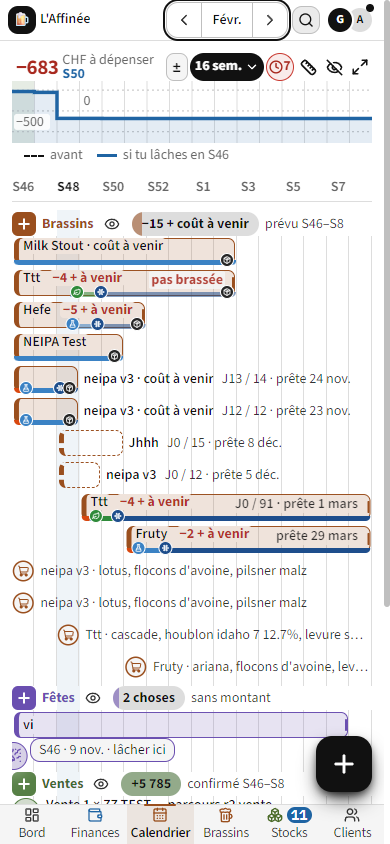 L'Affinée
Févr.
G A
−683 CHF à dépenser S50
± 16 sem. 7
0
−500
avant si tu lâches en S46
S46 S48 S50 S52 S1 S3 S5 S7
Brassins −15 + coût à venir prévu S46–S8
Milk Stout · coût à venir
Ttt −4 + à venir pas brassée
Hefe −5 + à venir
NEIPA Test
neipa v3 · coût à venir J13 / 14 · prête 24 nov.
neipa v3 · coût à venir J12 / 12 · prête 23 nov.
Jhhh J0 / 15 · prête 8 déc.
neipa v3 J0 / 12 · prête 5 déc.
Ttt −4 + à venir J0 / 91 · prête 1 mars
Fruty −2 + à venir prête 29 mars
neipa v3 · lotus, flocons d'avoine, pilsner malz
neipa v3 · lotus, flocons d'avoine, pilsner malz
Ttt · cascade, houblon idaho 7 12.7%, levure s…
Fruty · ariana, flocons d'avoine, lev…
Fêtes 2 choses sans montant
vi
S46 · 9 nov. · lâcher ici
Ventes +5 785 confirmé S46–S8
Bord Finances Calendrier Brassins Stocks 11 Clients